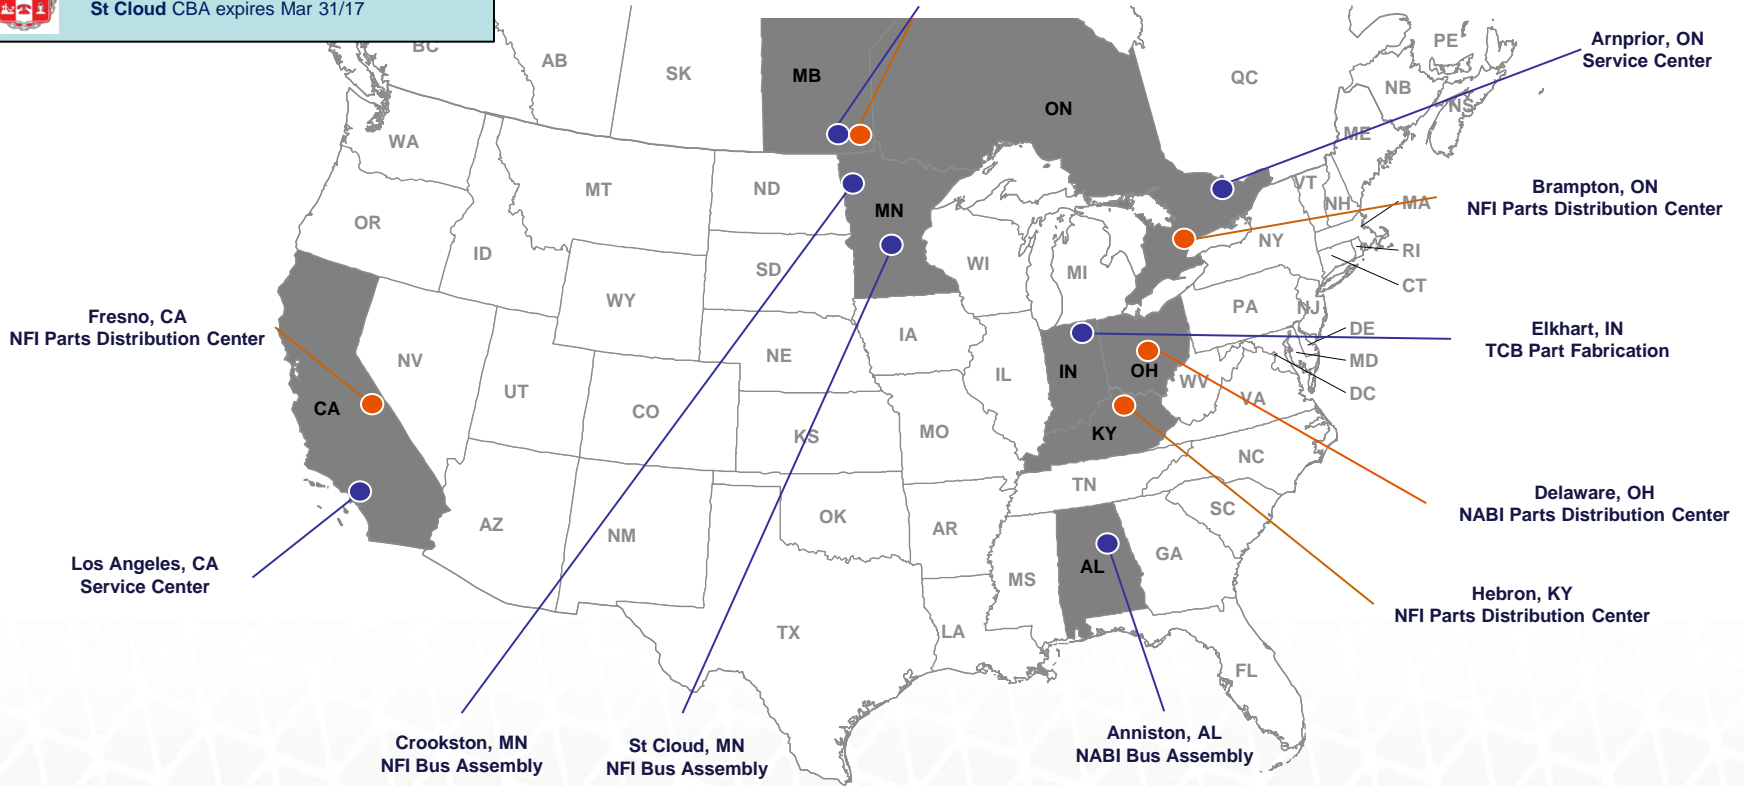 St Cloud CBA expires Mar 31/17
BC
AB
SK
MB
ON
QC
PE
NB
NS
ME
Arnprior, ON
Service Center
WA
MT
ND
MN
VT
NH
MA
Brampton, ON
NFI Parts Distribution Center
OR
ID
SD
WI
MI
NY
RI
CT
WY
PA
NJ
Fresno, CA
NFI Parts Distribution Center
NV
NE
IA
IL
IN
OH
WV
DE
MD
DC
Elkhart, IN
TCB Part Fabrication
UT
CO
CA
KS
MO
KY
VA
AZ
NM
OK
AR
TN
NC
SC
Delaware, OH
NABI Parts Distribution Center
Los Angeles, CA
Service Center
MS
AL
GA
Hebron, KY
NFI Parts Distribution Center
TX
LA
FL
Crookston, MN
NFI Bus Assembly
St Cloud, MN
NFI Bus Assembly
Anniston, AL
NABI Bus Assembly